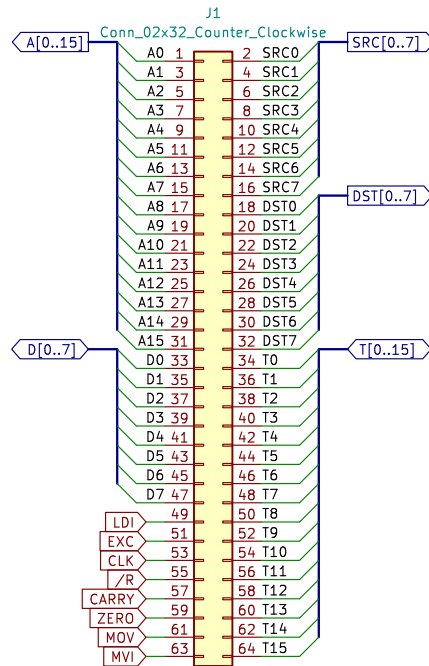 J1
Conn_02x32_Counter_Clockwise
A[0..15] SRC[0..7]
A0 1 2 SRC0
A1 3 4 SRC1
A2 5 6 SRC2
A3 7 8 SRC3
A4 9 10 SRC4
A5 11 12 SRC5
A6 13 14 SRC6
A7 15 16 SRC7
DST[0..7]
A8 17 18 DST0
A9 19 20 DST1
A10 21 22 DST2
A11 23 24 DST3
A12 25 26 DST4
A13 27 28 DST5
A14 29 30 DST6
A15 31 32 DST7
D[0..7] T[0..15]
D0 33 34 T0
D1 35 36 T1
D2 37 38 T2
D3 39 40 T3
D4 41 42 T4
D5 43 44 T5
D6 45 46 T6
D7 47 48 T7
LDI 49 50 T8
EXC 51 52 T9
CLK 53 54 T10
/R 55 56 T11
CARRY 57 58 T12
ZERO 59 60 T13
MOV 61 62 T14
MVI 63 64 T15